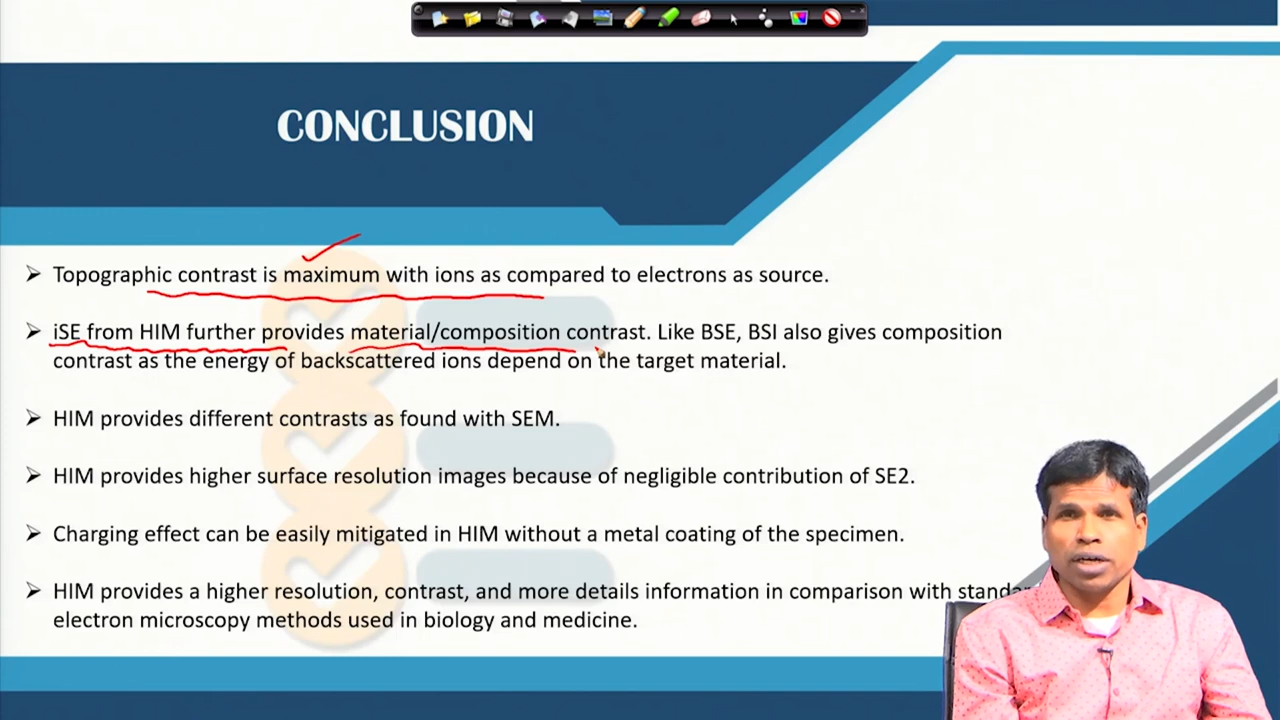 CONCLUSION
➢ Topographic contrast is maximum with ions as compared to electrons as source.
➢ iSE from HIM further provides material/composition contrast. Like BSE, BSI also gives composition
contrast as the energy of backscattered ions depend on the target material.
➢ HIM provides different contrasts as found with SEM.
➢ HIM provides higher surface resolution images because of negligible contribution of SE2.
➢ Charging effect can be easily mitigated in HIM without a metal coating of the specimen.
➢ HIM provides a higher resolution, contrast, and more details information in comparison with
electron microscopy methods used in biology and medicine.